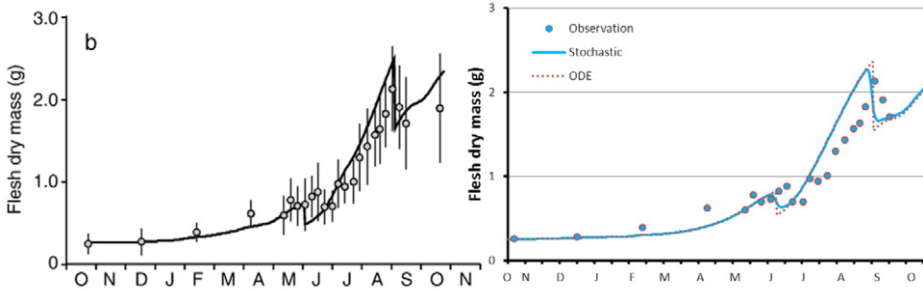 3.0
b
2.0
1.0
0
Flesh dry mass (g)
O N D J F M A M J J A S O N
3
2
1
0
Flesh dry mass (g)
Observation
Stochastic
ODE
O N D J F M A M J J A S O